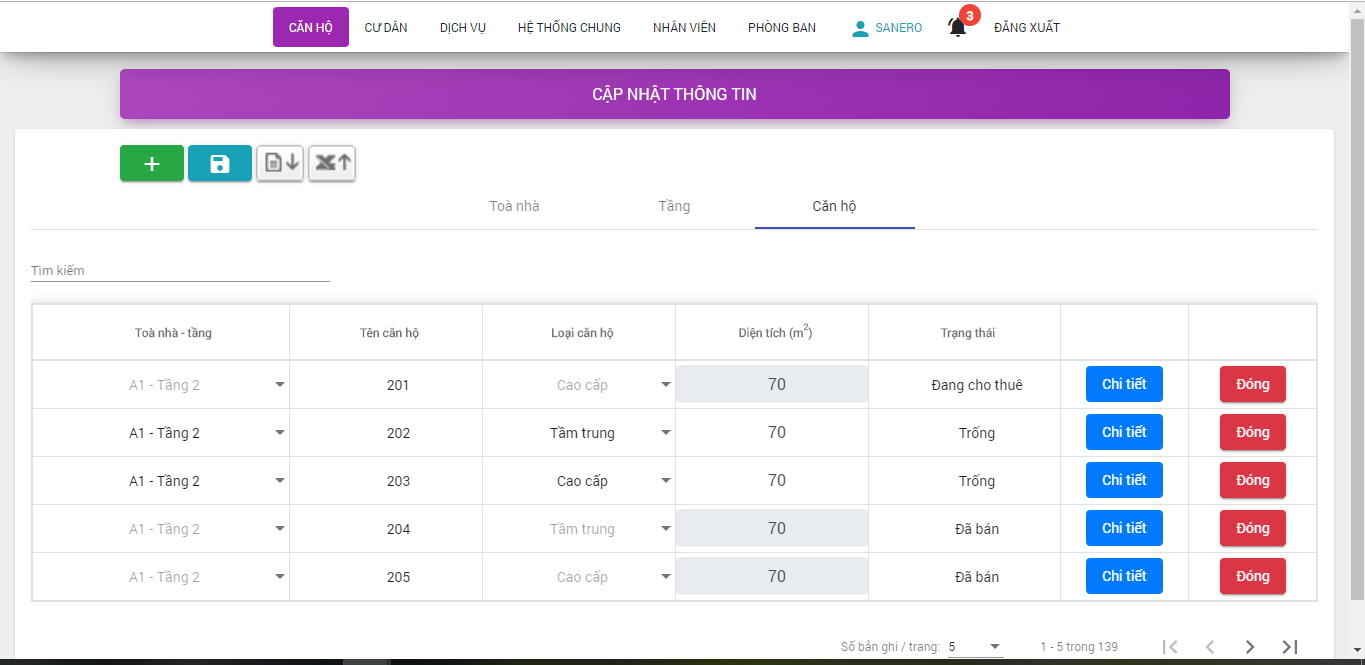 CĂN HỘ CƯ DÂN DỊCH VỤ HỆ THỐNG CHUNG NHÂN VIÊN PHÒNG BAN SANERO 3 ĐĂNG XUẤT
CẬP NHẬT THÔNG TIN
Toà nhà Tầng Căn hộ
Tìm kiếm
Toà nhà - tầng Tên căn hộ Loại căn hộ Diện tích (m²) Trạng thái
A1 - Tầng 2 201 Cao cấp 70 Đang cho thuê Chi tiết Đóng
A1 - Tầng 2 202 Tầm trung 70 Trống Chi tiết Đóng
A1 - Tầng 2 203 Cao cấp 70 Trống Chi tiết Đóng
A1 - Tầng 2 204 Tầm trung 70 Đã bán Chi tiết Đóng
A1 - Tầng 2 205 Cao cấp 70 Đã bán Chi tiết Đóng
Số bản ghi / trang: 5 1 - 5 trong 139